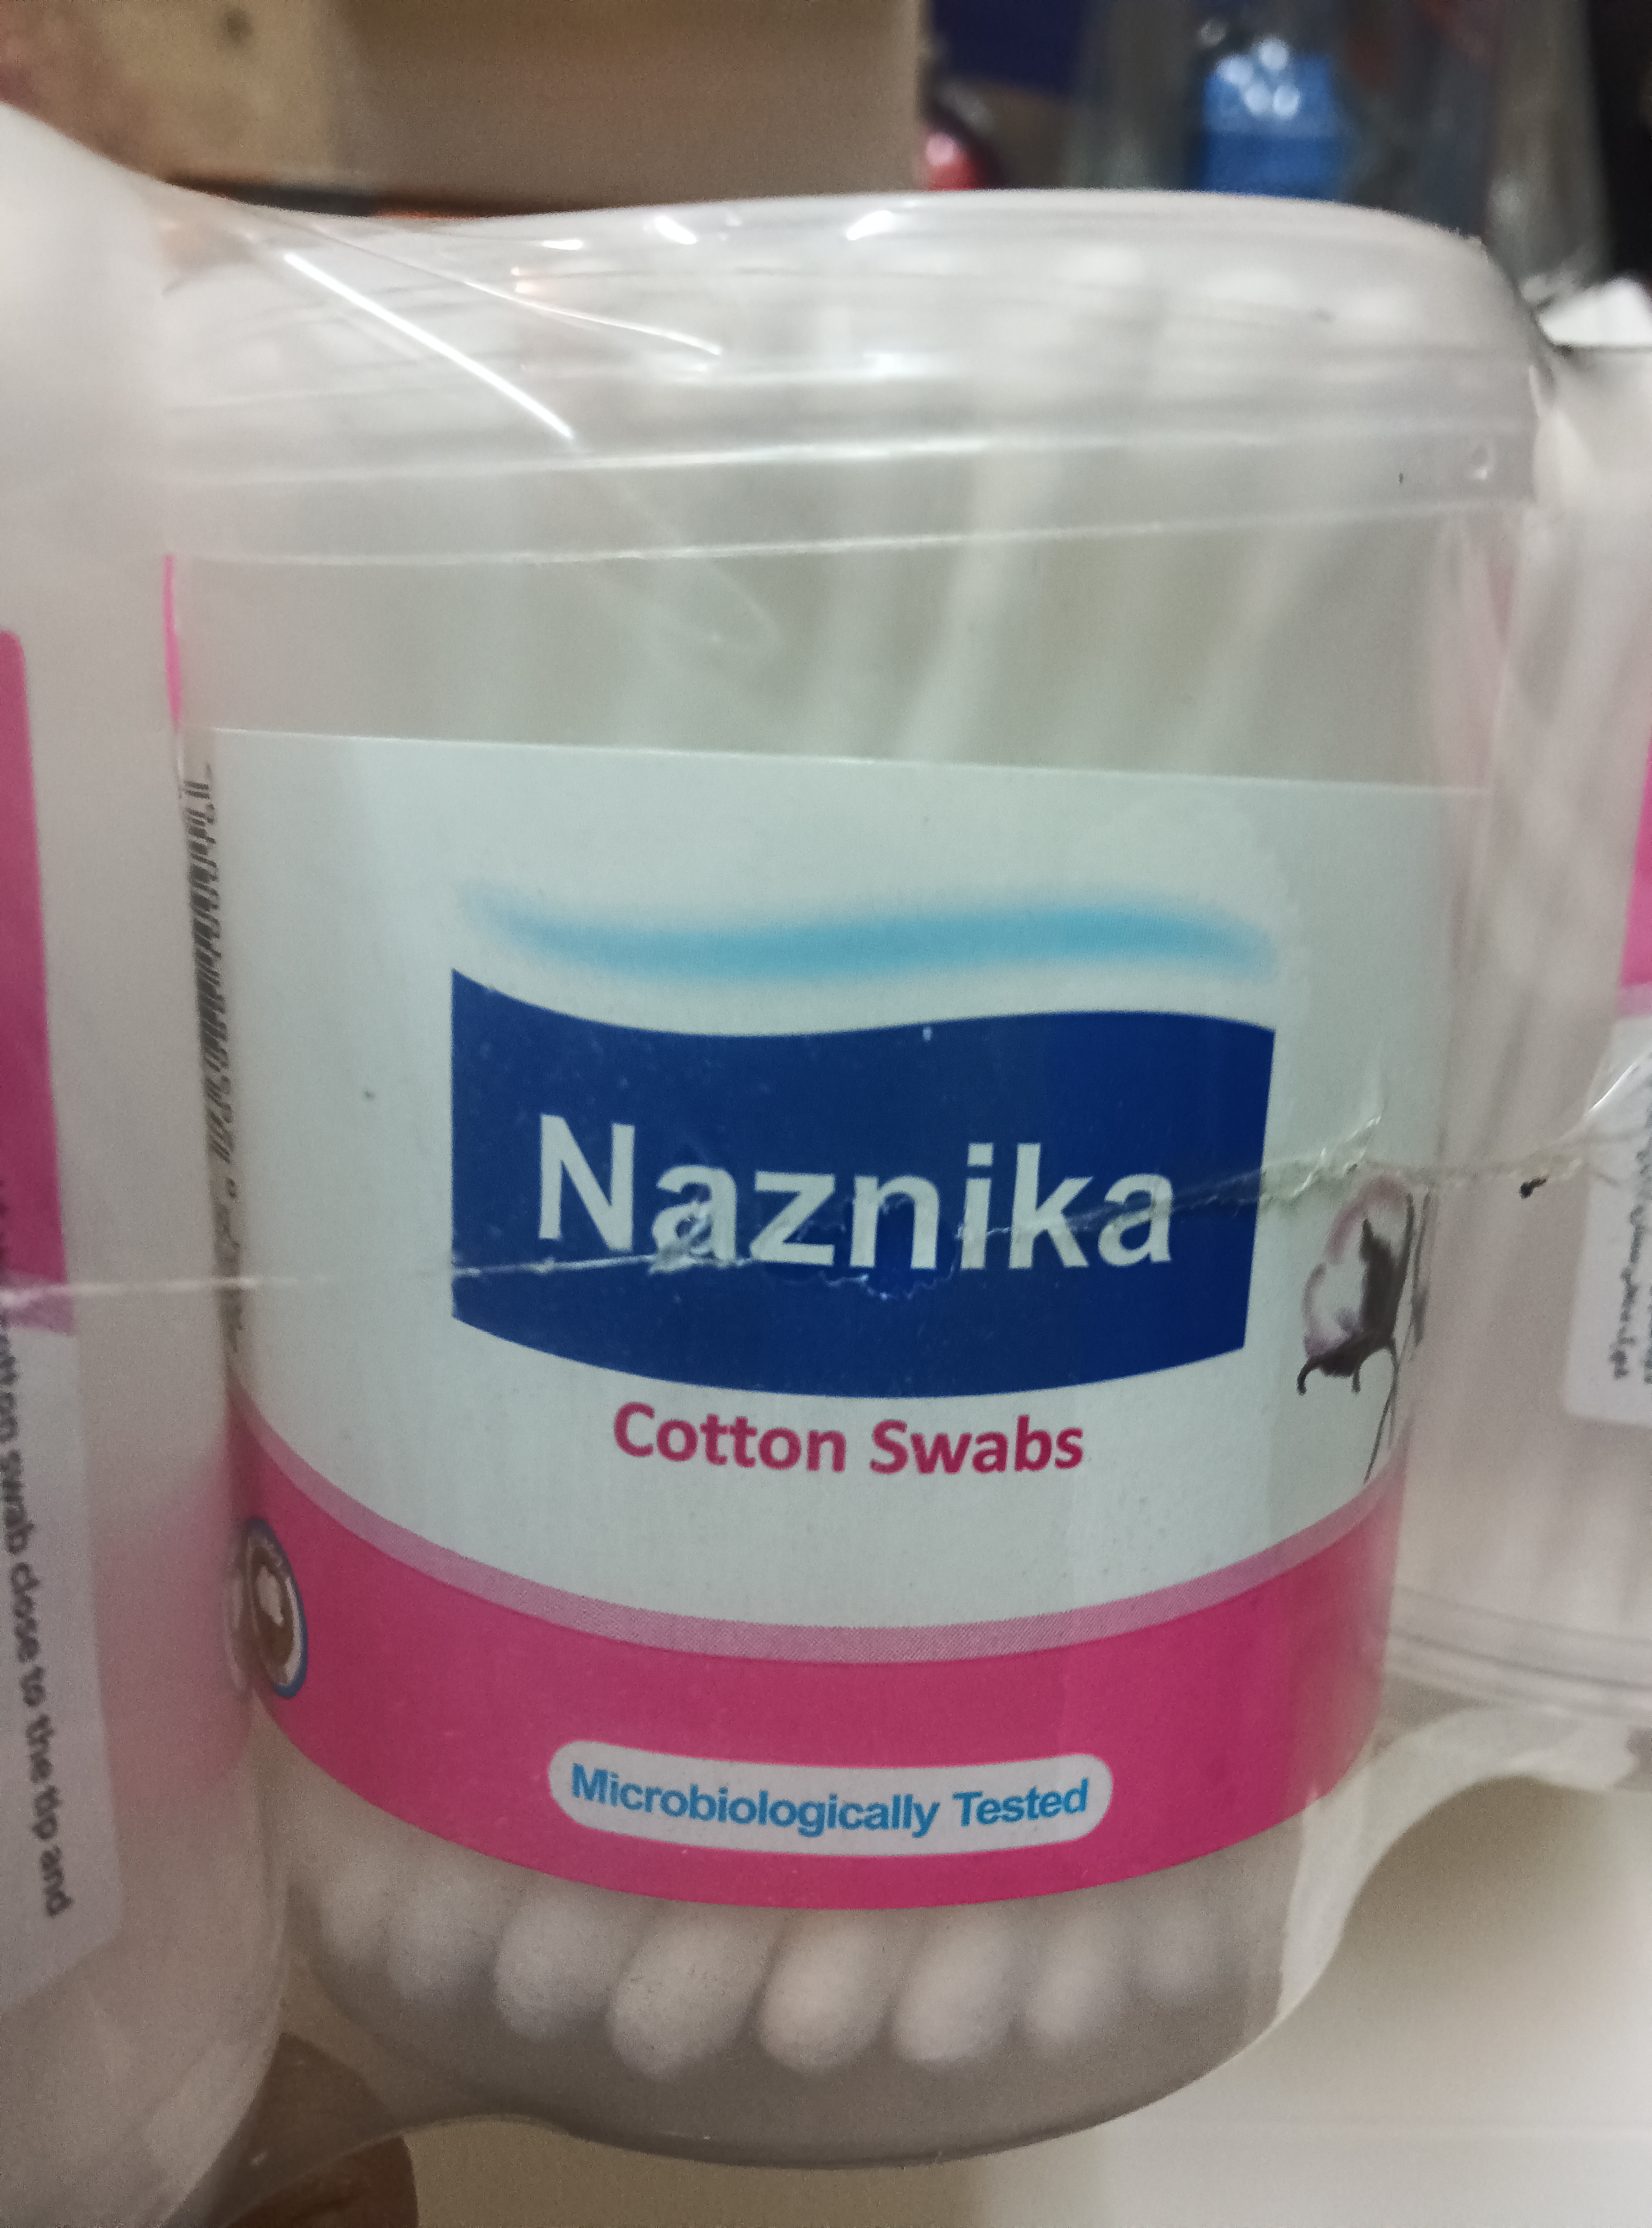 Naznika
Cotton Swabs
Microbiologically Tested
cotton swab close to the tip and